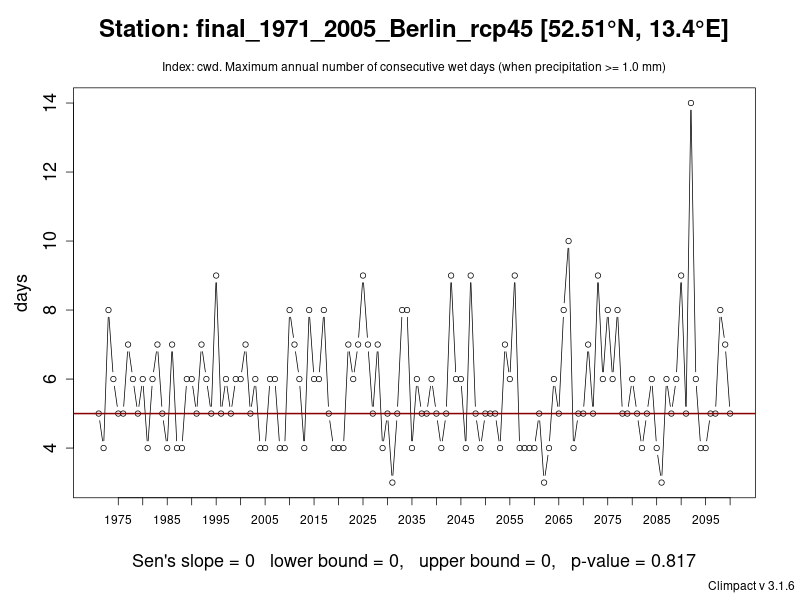 Station: final_1971_2005_Berlin_rcp45 [52.51°N, 13.4°E]
Index: cwd. Maximum annual number of consecutive wet days (when precipitation >= 1.0 mm)
14
12
10
8
6
4
days
1975 1985 1995 2005 2015 2025 2035 2045 2055 2065 2075 2085 2095
Sen's slope = 0 lower bound = 0, upper bound = 0, p-value = 0.817
Climpact v 3.1.6